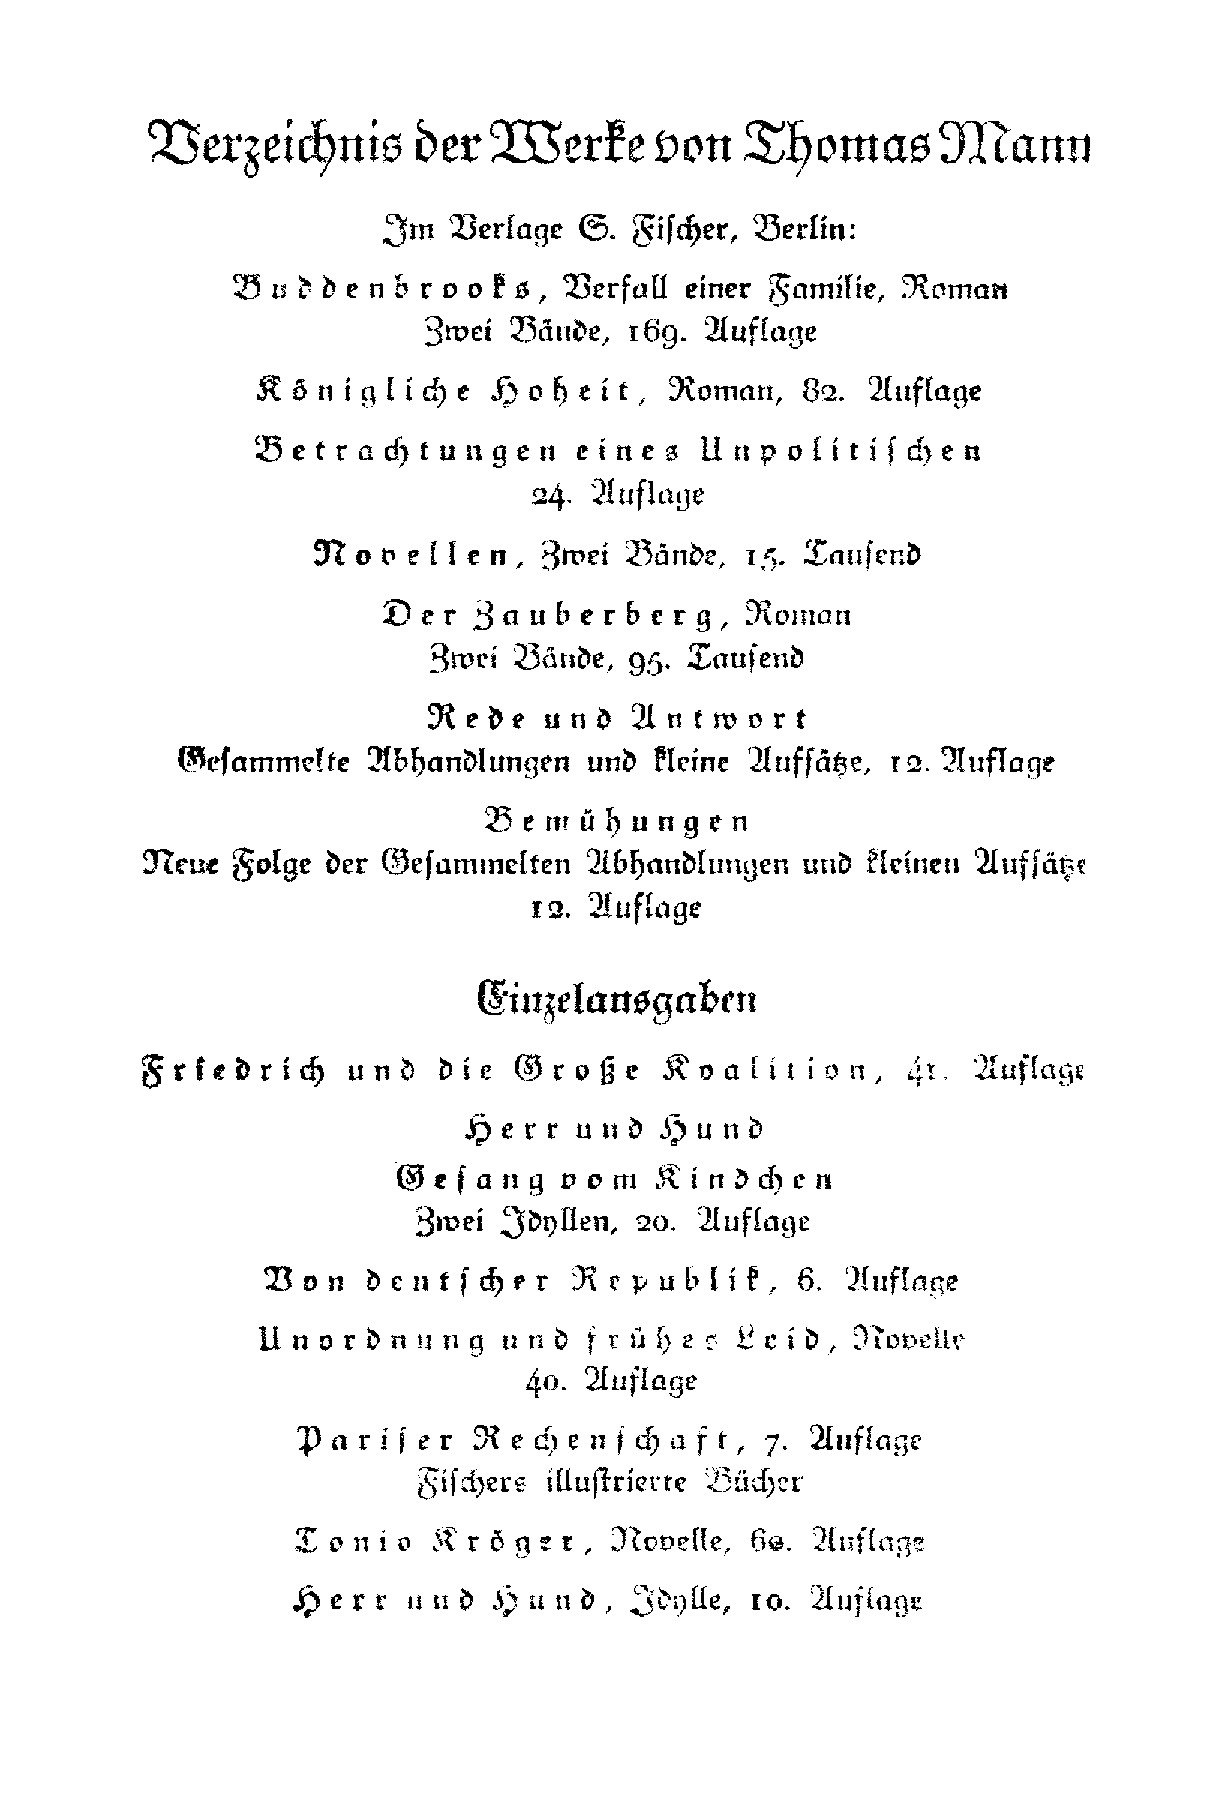 Verzeichnis der Werke von Thomas Mann
Im Verlage S. Fischer, Berlin:
Buddenbrooks, Verfall einer Familie, Roman
Zwei Bände, 169. Auflage
Königliche Hoheit, Roman, 82. Auflage
Betrachtungen eines Unpolitischen
24. Auflage
Novellen, Zwei Bände, 15. Tausend
Der Zauberberg, Roman
Zwei Bände, 95. Tausend
Rede und Antwort
Gesammelte Abhandlungen und kleine Aufsätze, 12. Auflage
Bemühungen
Neue Folge der Gesammelten Abhandlungen und kleinen Aufsätze
12. Auflage
Einzelausgaben
Friedrich und die Große Koalition, 41. Auflage
Herr und Hund
Gesang vom Kindchen
Zwei Idyllen, 20. Auflage
Von deutscher Republik, 6. Auflage
Unordnung und frühes Leid, Novelle
40. Auflage
Pariser Rechenschaft, 7. Auflage
Fischers illustrierte Bücher
Tonio Kröger, Novelle, 60. Auflage
Herr und Hund, Idylle, 10. Auflage